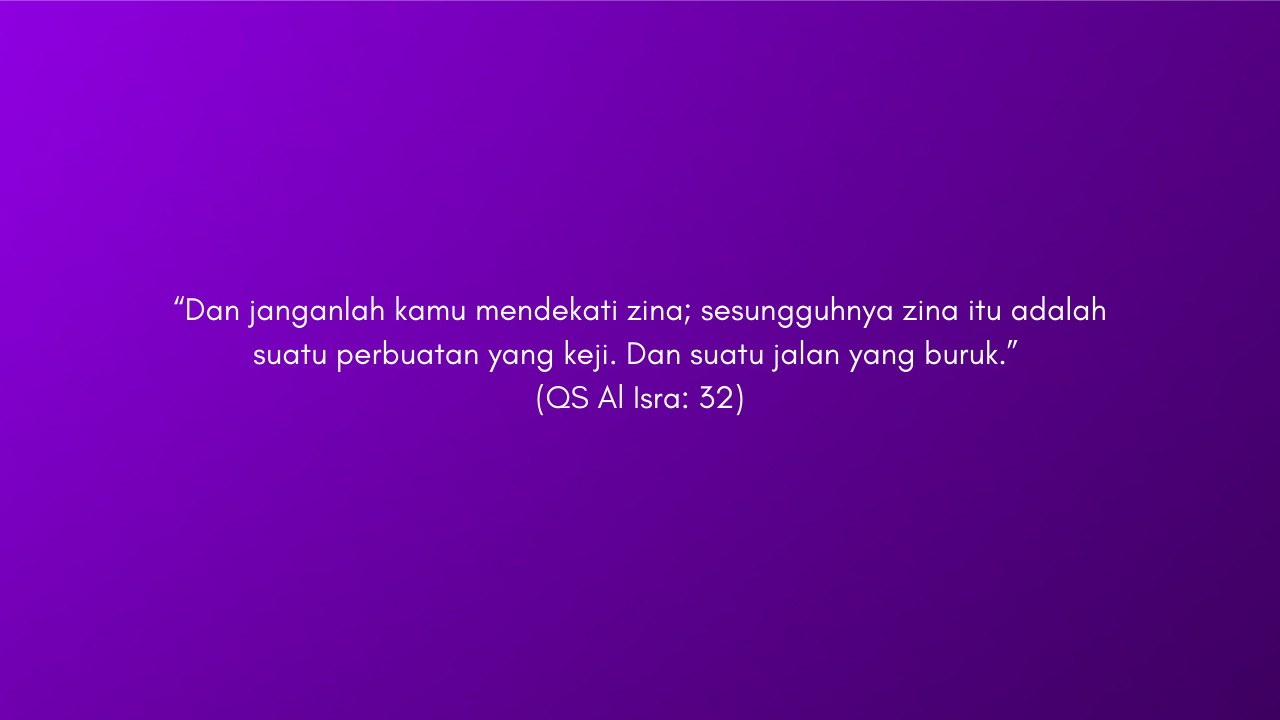 “Dan janganlah kamu mendekati zina; sesungguhnya zina itu adalah
suatu perbuatan yang keji. Dan suatu jalan yang buruk.”
(QS Al Isra: 32)